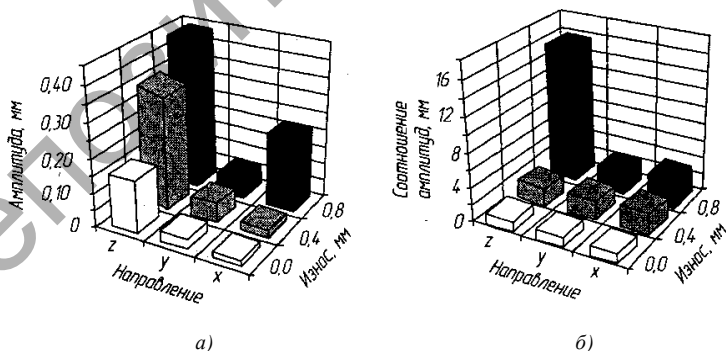 Амплитуда, мм
0,40
0,30
0,20
0,10
0
z
y
x
Направление
0,0
0,4
0,8
Износ, мм
а)
Соотношение
амплитуд, мм
16
12
8
4
0
z
y
x
Направление
0,0
0,4
0,8
Износ, мм
б)